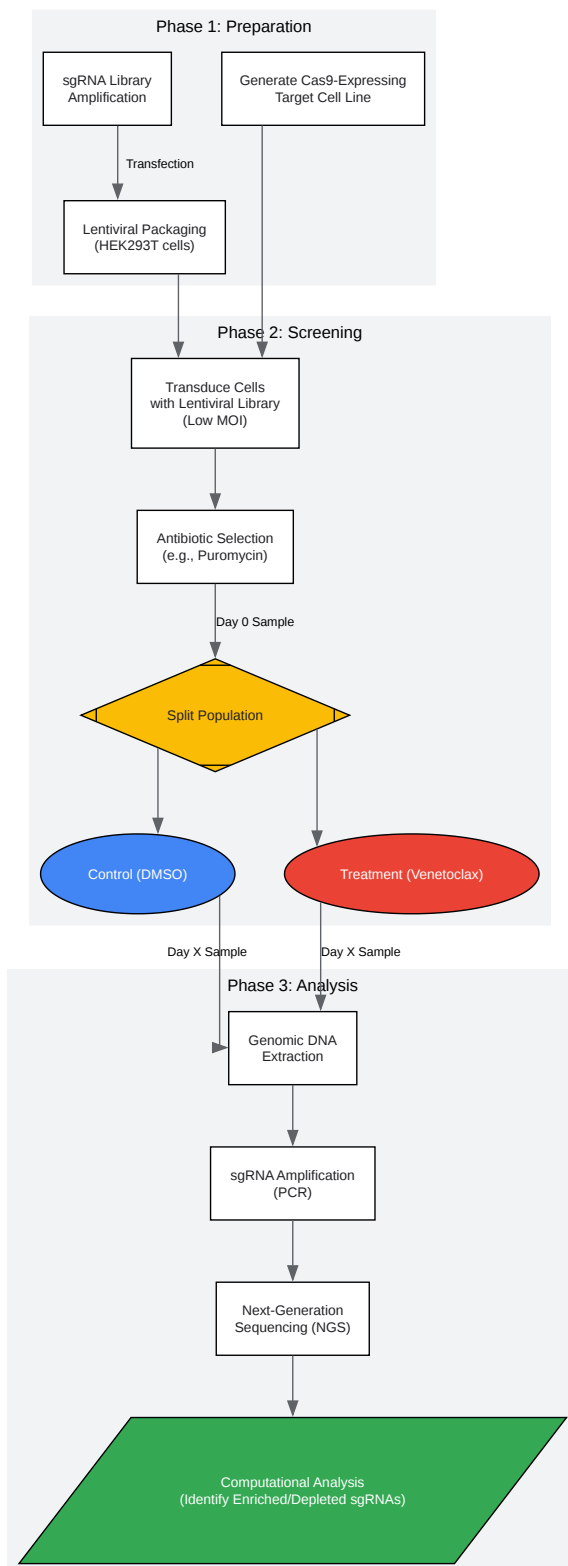 Phase 1: Preparation
sgRNA Library
Amplification
Generate Cas9-Expressing
Target Cell Line
Transfection
Lentiviral Packaging
(HEK293T cells)
Phase 2: Screening
Transduce Cells
with Lentiviral Library
(Low MOI)
Antibiotic Selection
(e.g., Puromycin)
Day 0 Sample
Split Population
Control (DMSO)
Treatment (Venetoclax)
Day X Sample
Day X Sample
Phase 3: Analysis
Genomic DNA
Extraction
sgRNA Amplification
(PCR)
Next-Generation
Sequencing (NGS)
Computational Analysis
(Identify Enriched/Depleted sgRNAs)